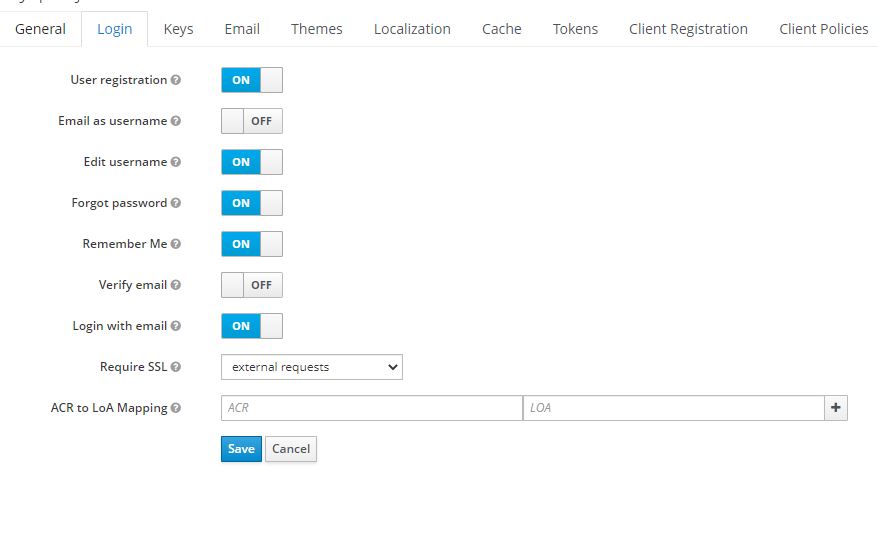 General Login Keys Email Themes Localization Cache Tokens Client Registration Client Policies
User registration ON
Email as username OFF
Edit username ON
Forgot password ON
Remember Me ON
Verify email OFF
Login with email ON
Require SSL external requests
ACR to LoA Mapping ACR LOA
Save Cancel